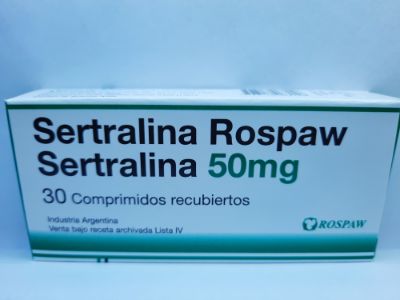 Sertralina Rospaw
Sertralina 50mg
30 Comprimidos recubiertos
Industria Argentina
Venta bajo receta archivada Lista IV
ROSPAW